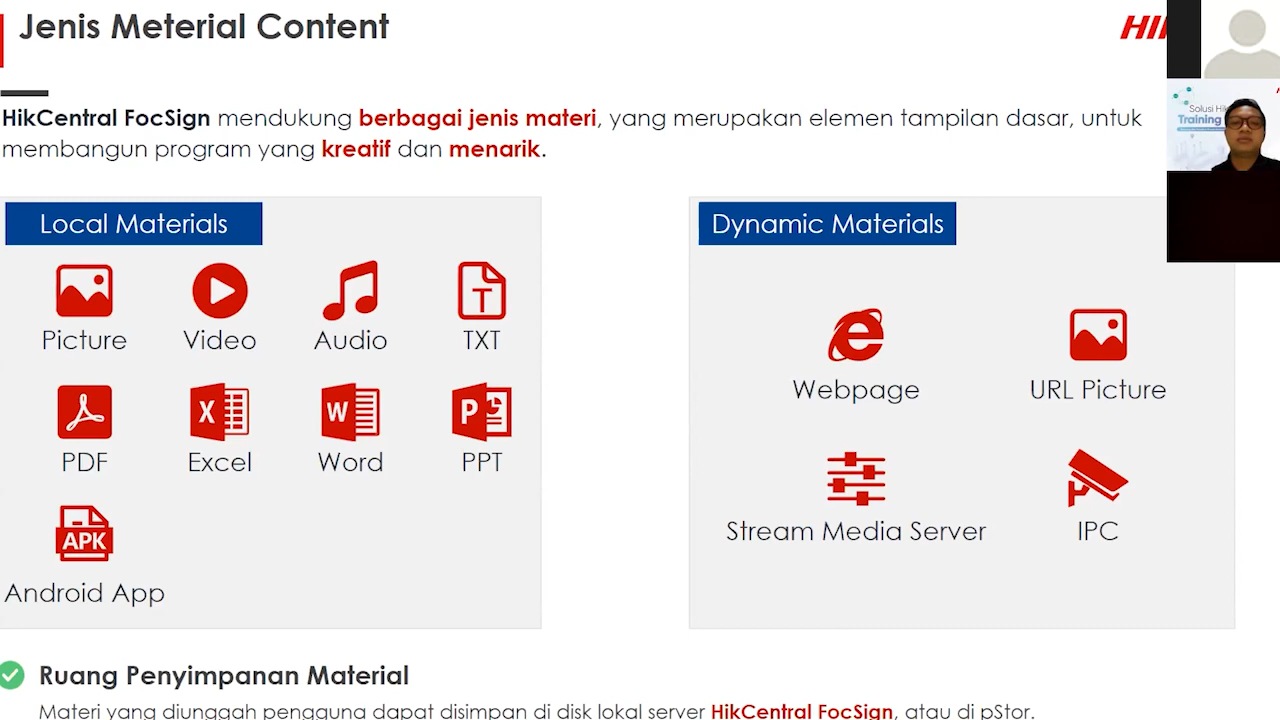 Jenis Meterial Content
HikCentral FocSign mendukung berbagai jenis materi, yang merupakan elemen tampilan dasar, untuk
membangun program yang kreatif dan menarik.
Solusi
Training
Local Materials
Picture Video Audio TXT
PDF Excel Word PPT
APK
Android App
Dynamic Materials
Webpage URL Picture
Stream Media Server IPC
Ruang Penyimpanan Material
Materi yang diunggah pengguna dapat disimpan di disk lokal server HikCentral FocSign, atau di pStor.